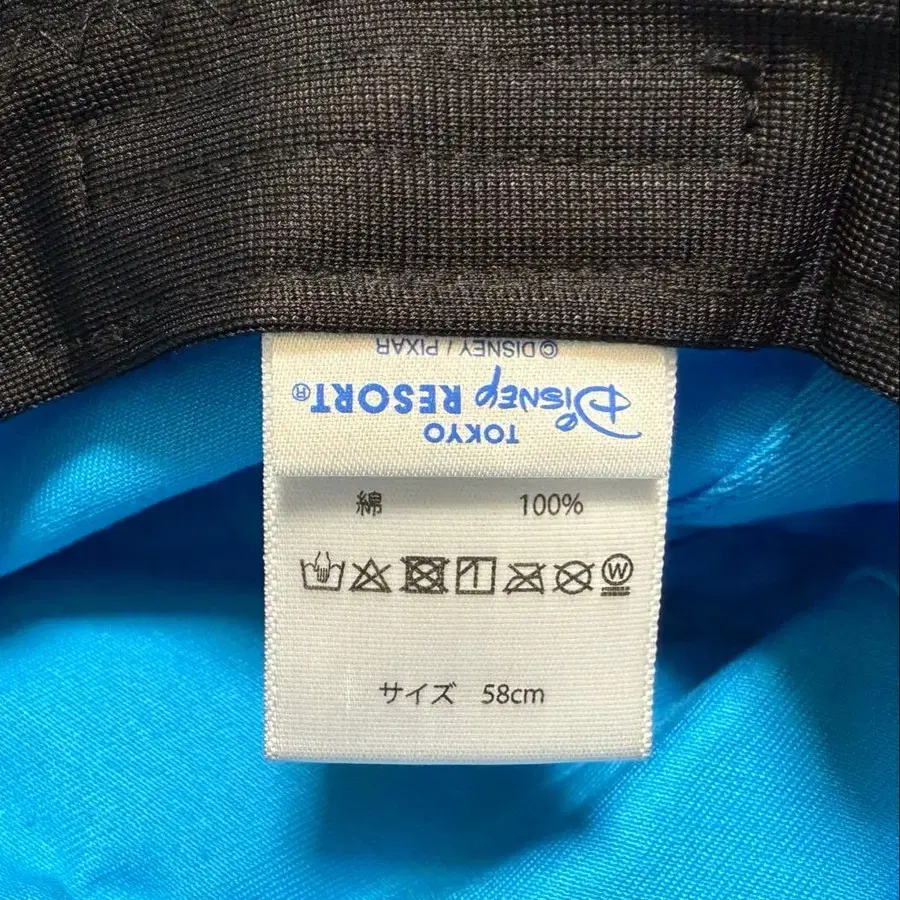 ©DISNEY / PIXAR
DISNEY RESORT®
TOKYO
綿 100%
W
サイズ 58cm